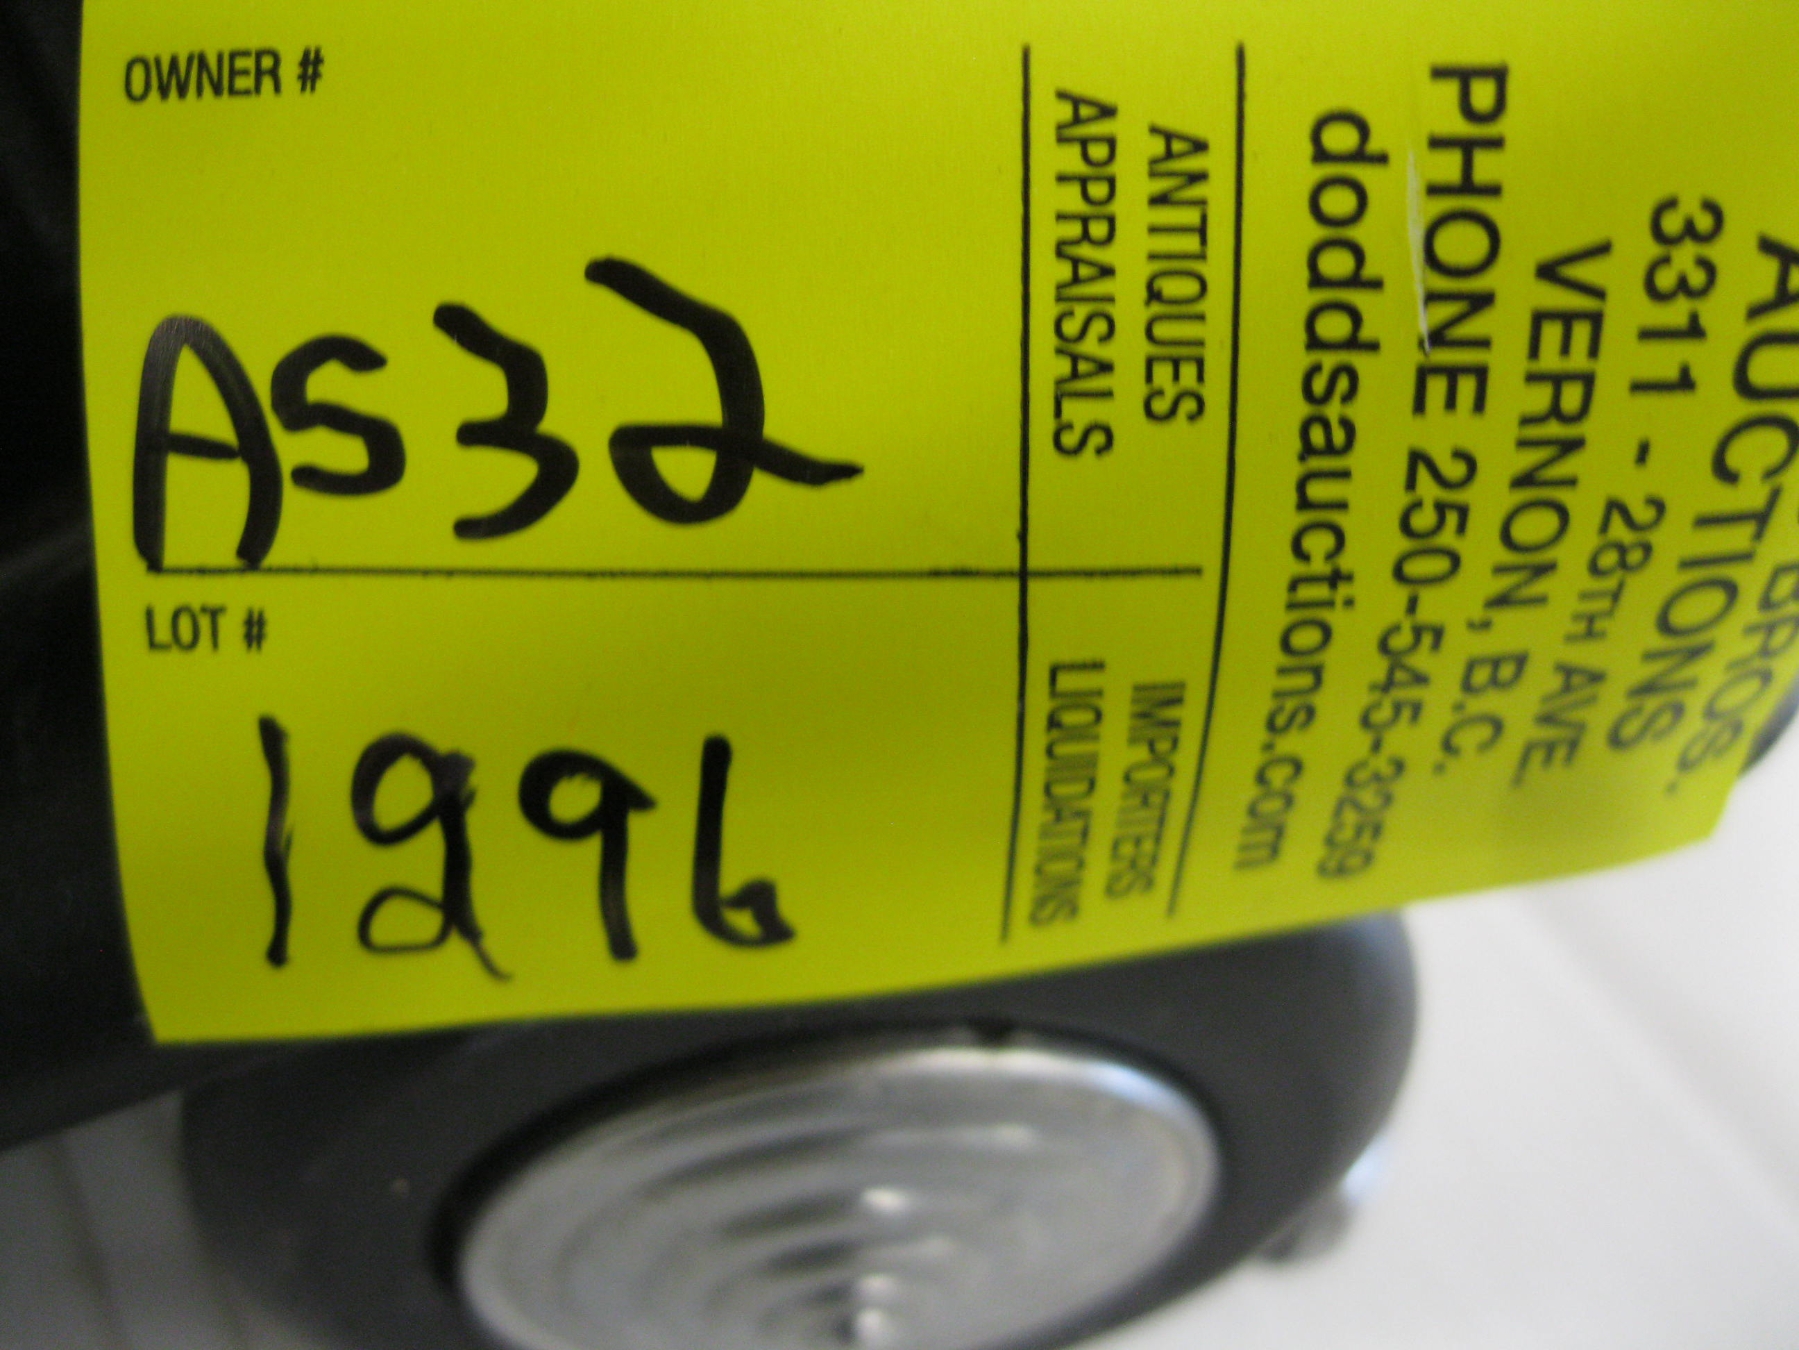 BROS.
AUCTIONS
3311 - 28TH AVE.
VERNON, B.C.
PHONE 250-545-3259
doddsauctions.com
ANTIQUES IMPORTERS
APPRAISALS LIQUIDATIONS
OWNER #
AS32
LOT #
1996